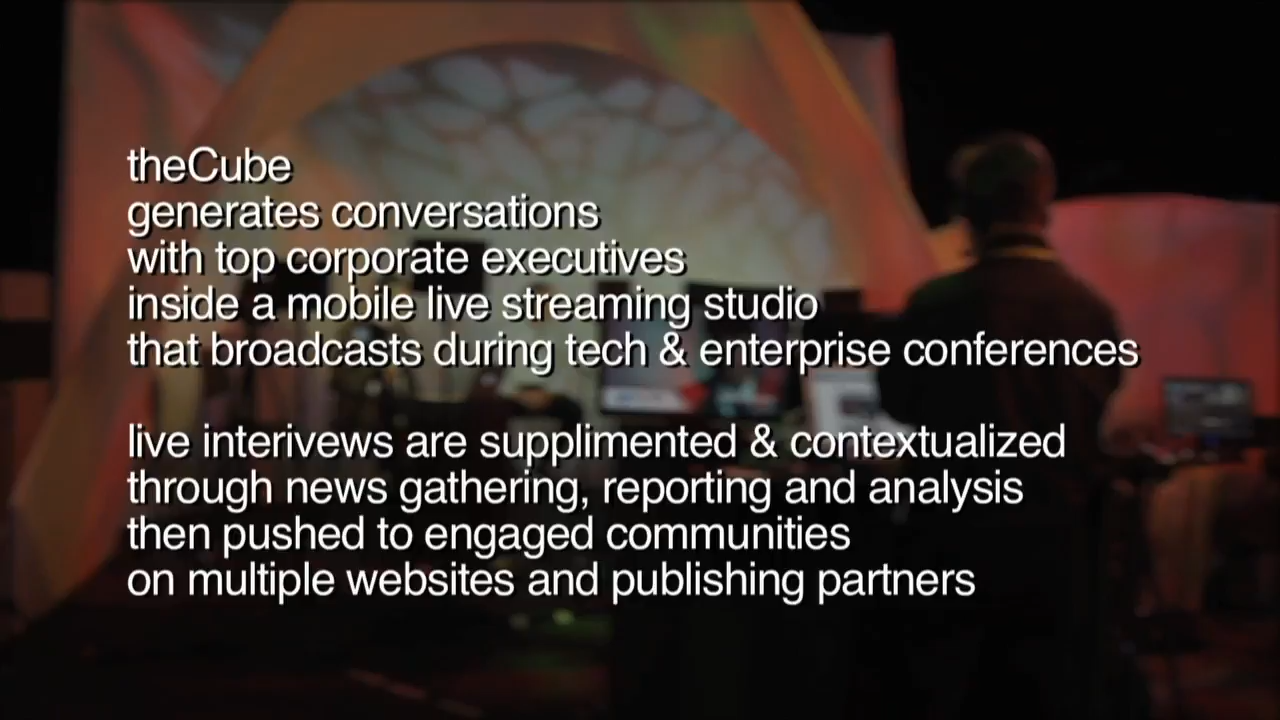 theCube
generates conversations
with top corporate executives
inside a mobile live streaming studio
that broadcasts during tech & enterprise conferences
live interivews are supplimented & contextualized
through news gathering, reporting and analysis
then pushed to engaged communities
on multiple websites and publishing partners